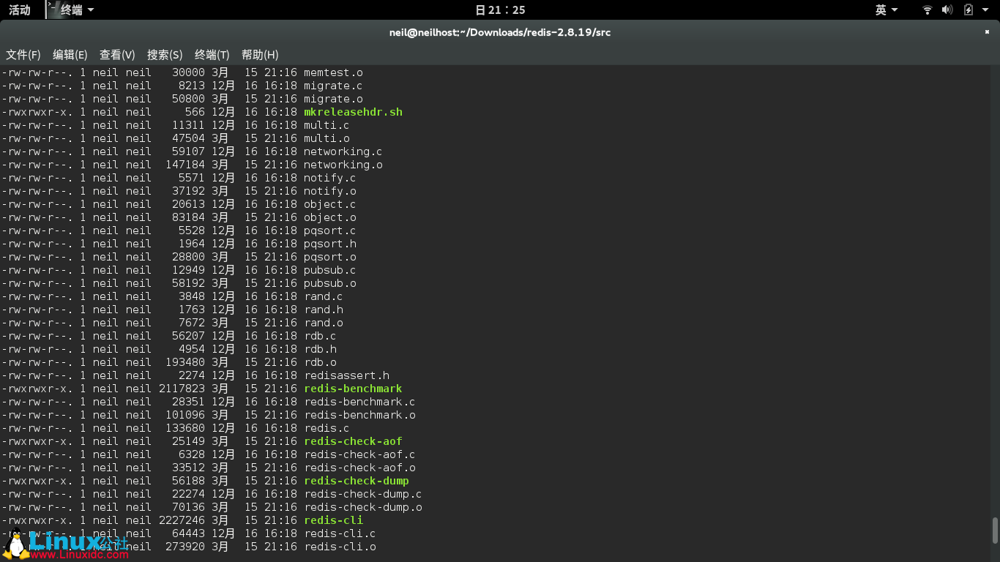 活动 终端 日 21：25 英
neil@neilhost:~/Downloads/redis-2.8.19/src ×
文件(F) 编辑(E) 查看(V) 搜索(S) 终端(T) 帮助(H)
-rw-rw-r--. 1 neil neil   30000 3月  15 21:16 memtest.o
-rw-rw-r--. 1 neil neil    8213 12月 16 16:18 migrate.c
-rw-rw-r--. 1 neil neil   50800 3月  15 21:16 migrate.o
-rwxrwxr-x. 1 neil neil     566 12月 16 16:18 mkreleasehdr.sh
-rw-rw-r--. 1 neil neil   11311 12月 16 16:18 multi.c
-rw-rw-r--. 1 neil neil   47504 3月  15 21:16 multi.o
-rw-rw-r--. 1 neil neil   59107 12月 16 16:18 networking.c
-rw-rw-r--. 1 neil neil  147184 3月  15 21:16 networking.o
-rw-rw-r--. 1 neil neil    5571 12月 16 16:18 notify.c
-rw-rw-r--. 1 neil neil   37192 3月  15 21:16 notify.o
-rw-rw-r--. 1 neil neil   20613 12月 16 16:18 object.c
-rw-rw-r--. 1 neil neil   83184 3月  15 21:16 object.o
-rw-rw-r--. 1 neil neil    5528 12月 16 16:18 pqsort.c
-rw-rw-r--. 1 neil neil    1964 12月 16 16:18 pqsort.h
-rw-rw-r--. 1 neil neil   28800 3月  15 21:16 pqsort.o
-rw-rw-r--. 1 neil neil   12949 12月 16 16:18 pubsub.c
-rw-rw-r--. 1 neil neil   58192 3月  15 21:16 pubsub.o
-rw-rw-r--. 1 neil neil    3848 12月 16 16:18 rand.c
-rw-rw-r--. 1 neil neil    1763 12月 16 16:18 rand.h
-rw-rw-r--. 1 neil neil    7672 3月  15 21:16 rand.o
-rw-rw-r--. 1 neil neil   56207 12月 16 16:18 rdb.c
-rw-rw-r--. 1 neil neil    4954 12月 16 16:18 rdb.h
-rw-rw-r--. 1 neil neil  193480 3月  15 21:16 rdb.o
-rw-rw-r--. 1 neil neil    2274 12月 16 16:18 redisassert.h
-rwxrwxr-x. 1 neil neil 2117823 3月  15 21:16 redis-benchmark
-rw-rw-r--. 1 neil neil   28351 12月 16 16:18 redis-benchmark.c
-rw-rw-r--. 1 neil neil  101096 3月  15 21:16 redis-benchmark.o
-rw-rw-r--. 1 neil neil  133680 12月 16 16:18 redis.c
-rwxrwxr-x. 1 neil neil   25149 3月  15 21:16 redis-check-aof
-rw-rw-r--. 1 neil neil    6328 12月 16 16:18 redis-check-aof.c
-rw-rw-r--. 1 neil neil   33512 3月  15 21:16 redis-check-aof.o
-rwxrwxr-x. 1 neil neil   56188 3月  15 21:16 redis-check-dump
-rw-rw-r--. 1 neil neil   22274 12月 16 16:18 redis-check-dump.c
-rw-rw-r--. 1 neil neil   70136 3月  15 21:16 redis-check-dump.o
-rwxrwxr-x. 1 neil neil 2227246 3月  15 21:16 redis-cli
-rw-rw-r--. 1 neil neil   64443 12月 16 16:18 redis-cli.c
-rw-rw-r--. 1 neil neil  273920 3月  15 21:16 redis-cli.o
Linux公社
www.Linuxidc.com